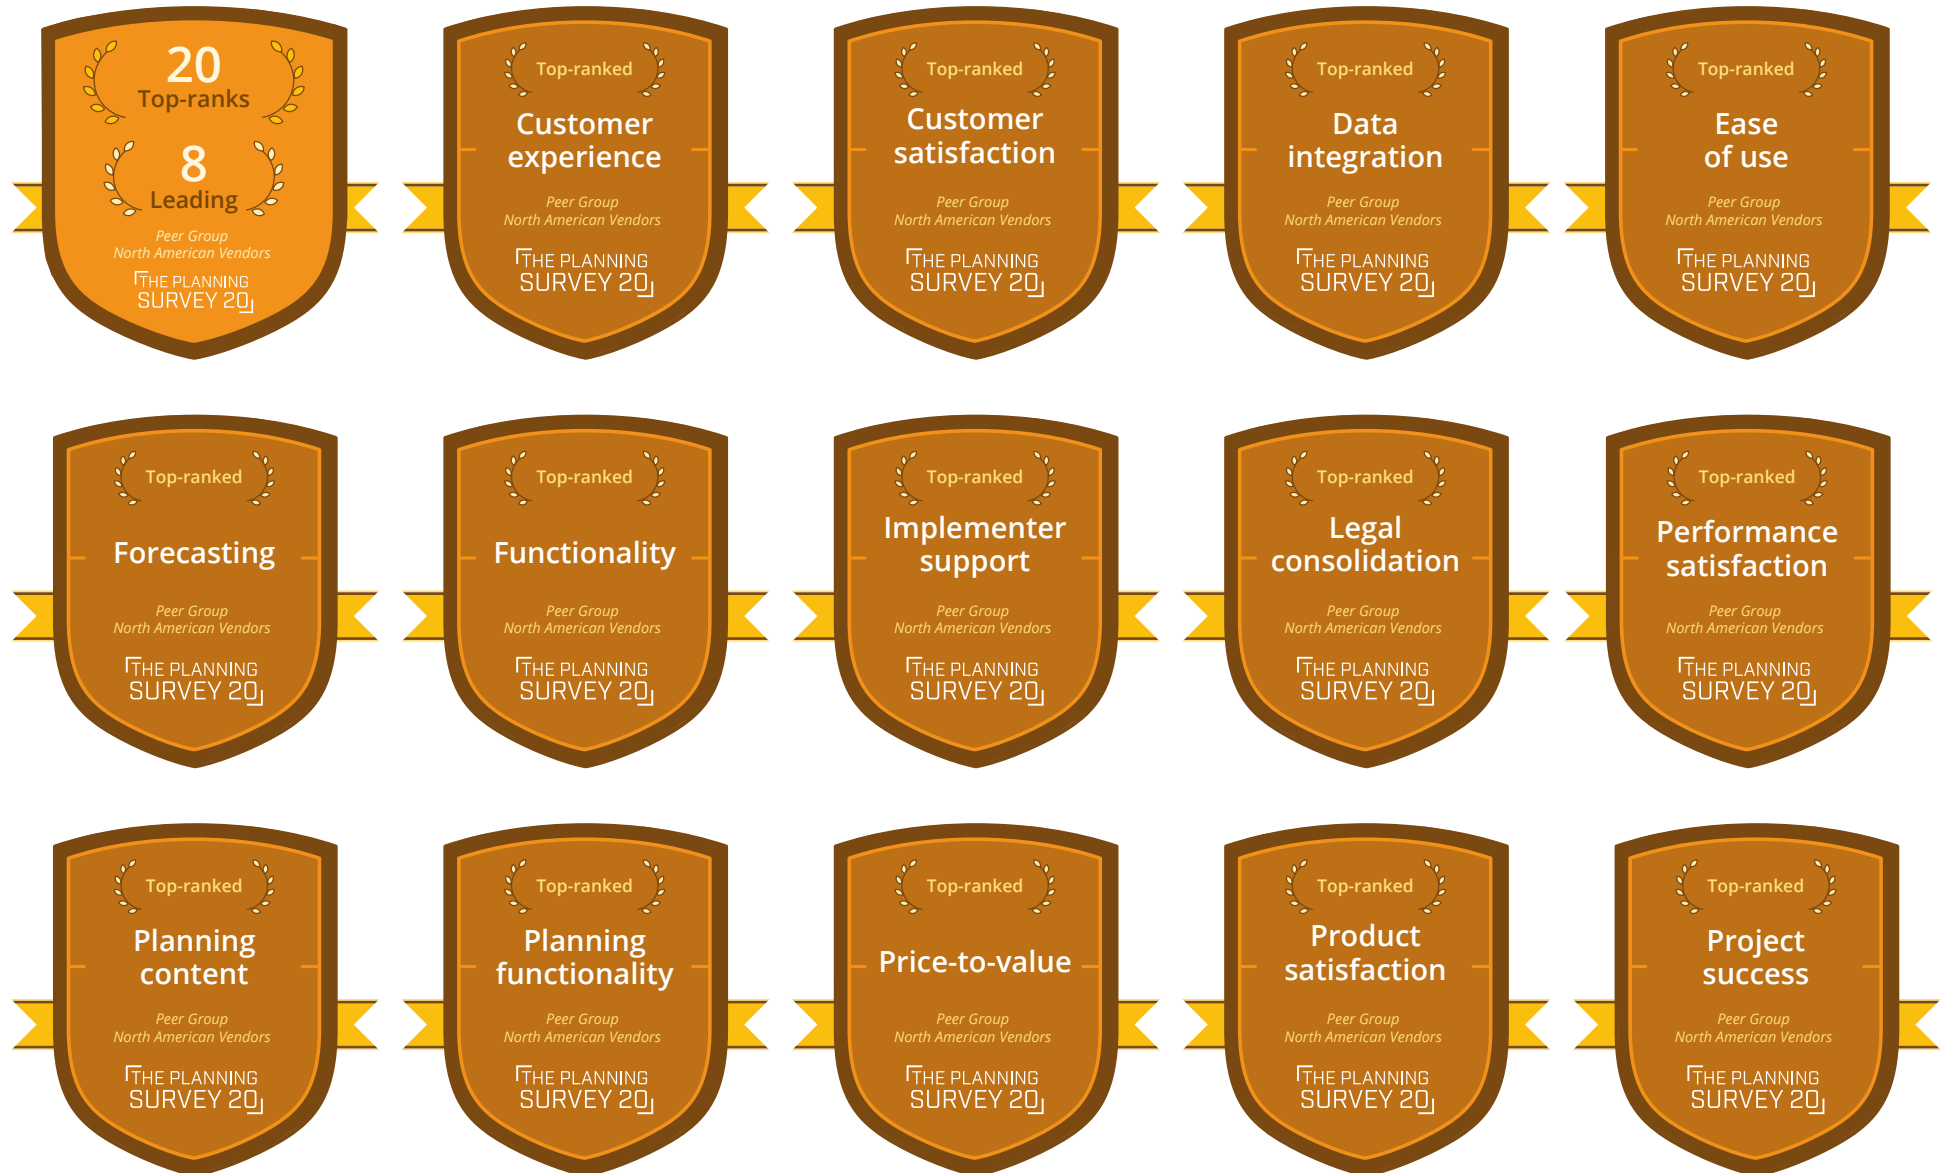 20
Top-ranks
8
Leading
Peer Group
North American Vendors
THE PLANNING
SURVEY 20
Top-ranked
Customer
experience
Peer Group
North American Vendors
THE PLANNING
SURVEY 20
Top-ranked
Customer
satisfaction
Peer Group
North American Vendors
THE PLANNING
SURVEY 20
Top-ranked
Data
integration
Peer Group
North American Vendors
THE PLANNING
SURVEY 20
Top-ranked
Ease
of use
Peer Group
North American Vendors
THE PLANNING
SURVEY 20
Top-ranked
Forecasting
Peer Group
North American Vendors
THE PLANNING
SURVEY 20
Top-ranked
Functionality
Peer Group
North American Vendors
THE PLANNING
SURVEY 20
Top-ranked
Implementer
support
Peer Group
North American Vendors
THE PLANNING
SURVEY 20
Top-ranked
Legal
consolidation
Peer Group
North American Vendors
THE PLANNING
SURVEY 20
Top-ranked
Performance
satisfaction
Peer Group
North American Vendors
THE PLANNING
SURVEY 20
Top-ranked
Planning
content
Peer Group
North American Vendors
THE PLANNING
SURVEY 20
Top-ranked
Planning
functionality
Peer Group
North American Vendors
THE PLANNING
SURVEY 20
Top-ranked
Price-to-value
Peer Group
North American Vendors
THE PLANNING
SURVEY 20
Top-ranked
Product
satisfaction
Peer Group
North American Vendors
THE PLANNING
SURVEY 20
Top-ranked
Project
success
Peer Group
North American Vendors
THE PLANNING
SURVEY 20